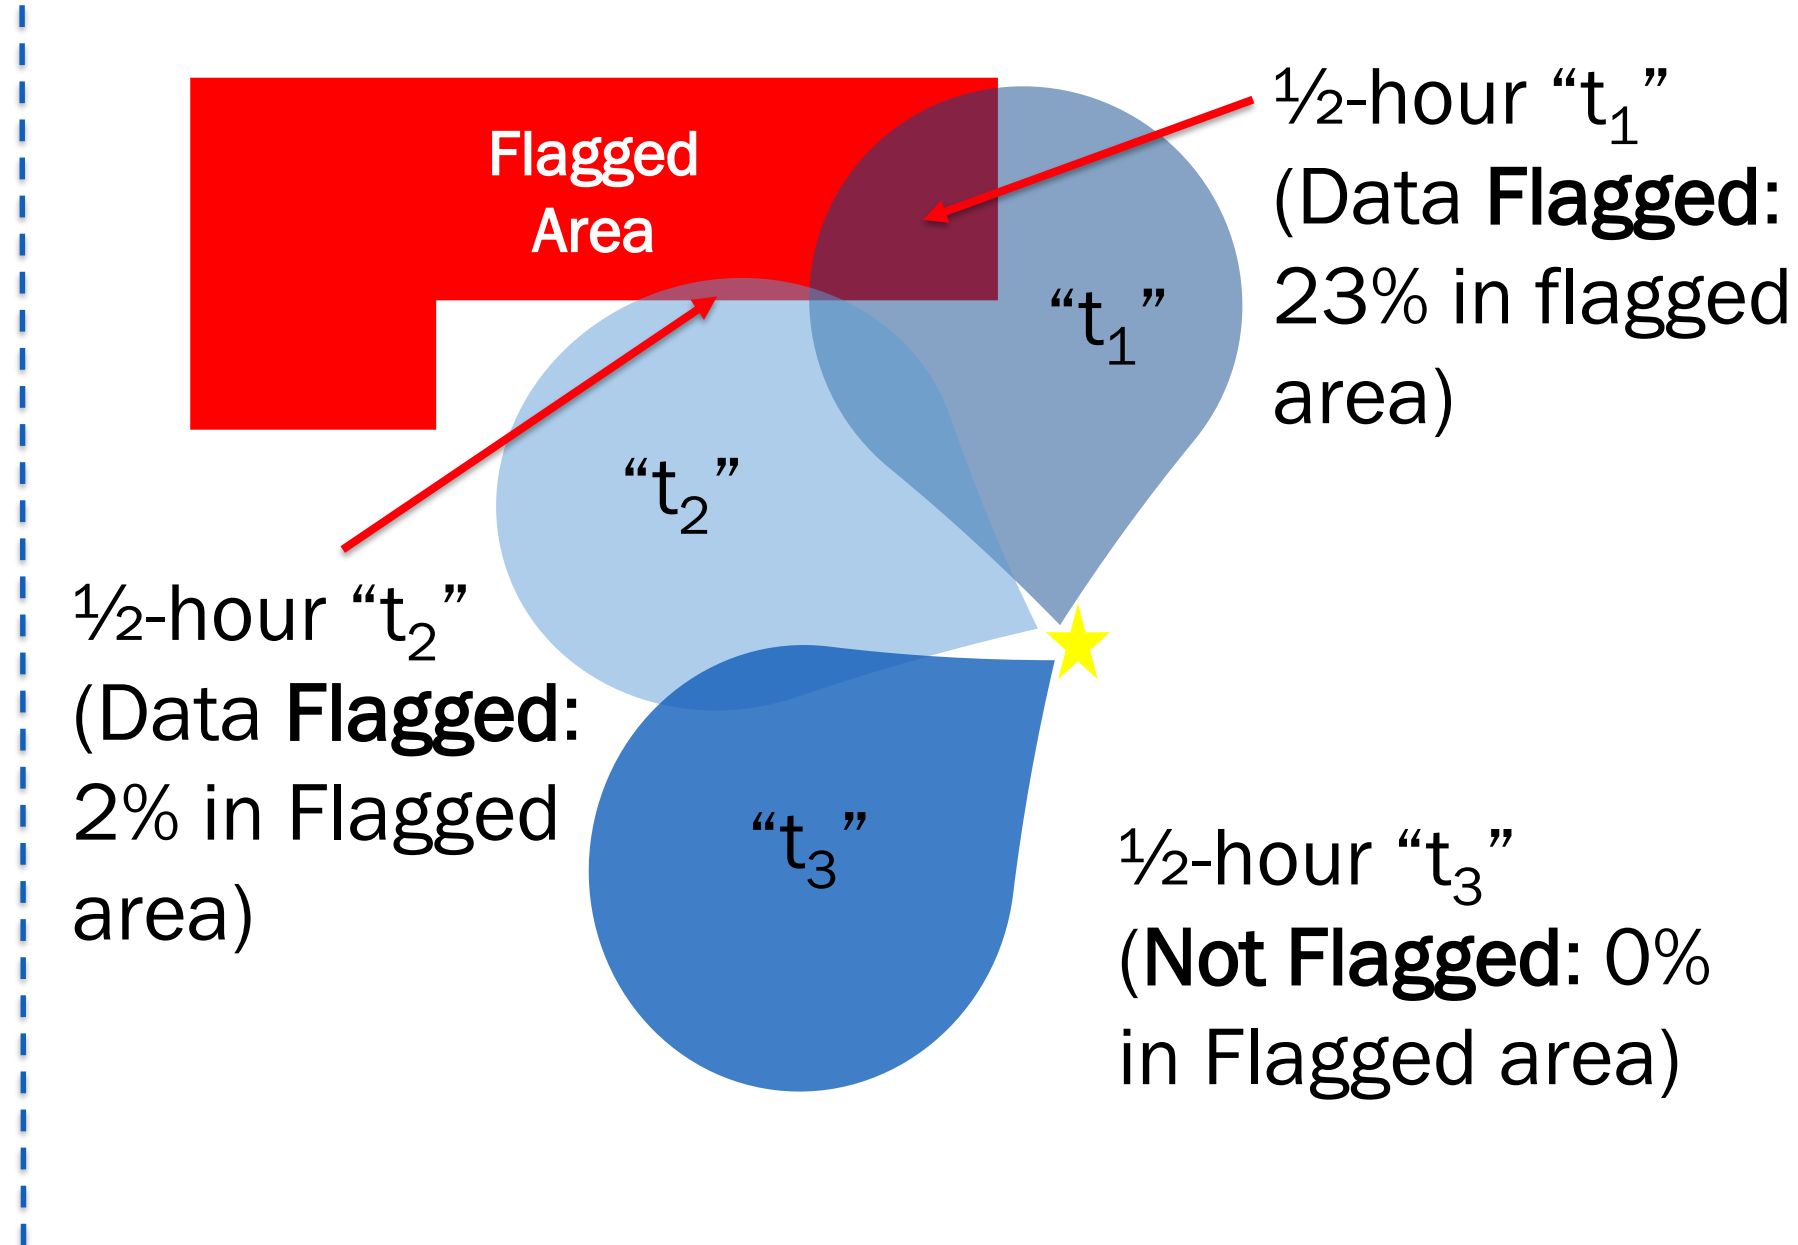 Flagged
Area
½-hour “t₁”
(Data Flagged:
23% in flagged
area)
“t₁”
“t₂”
½-hour “t₂”
(Data Flagged:
2% in Flagged
area)
“t₃”
½-hour “t₃”
(Not Flagged: 0%
in Flagged area)